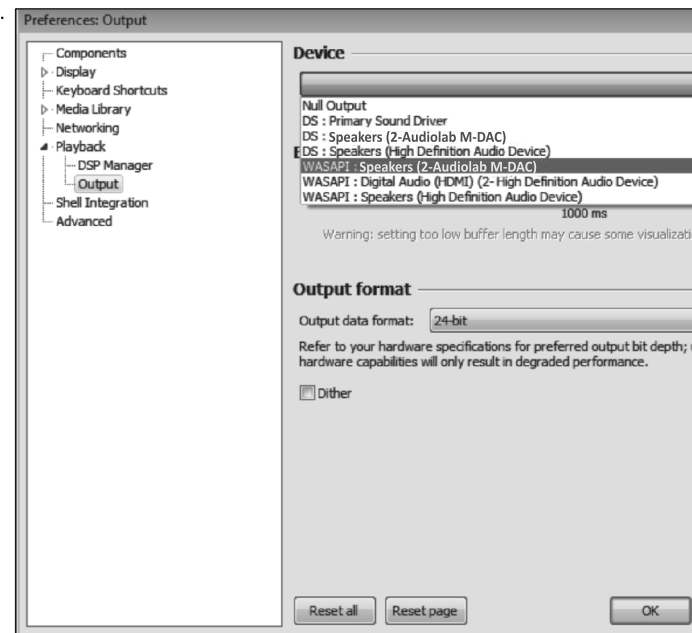 .
Preferences: Output
Components
Display
Keyboard Shortcuts
Media Library
Networking
Playback
DSP Manager
Output
Shell Integration
Advanced
Device
Null Output
DS : Primary Sound Driver
DS : Speakers (2-Audiolab M-DAC)
DS : Speakers (High Definition Audio Device)
WASAPI : Speakers (2-Audiolab M-DAC)
WASAPI : Digital Audio (HDMI) (2-High Definition Audio Device)
WASAPI : Speakers (High Definition Audio Device)
1000 ms
Warning: setting too low buffer length may cause some visualizati
Output format
Output data format: 24-bit
Refer to your hardware specifications for preferred output bit depth;
hardware capabilities will only result in degraded performance.
Dither
Reset all Reset page OK